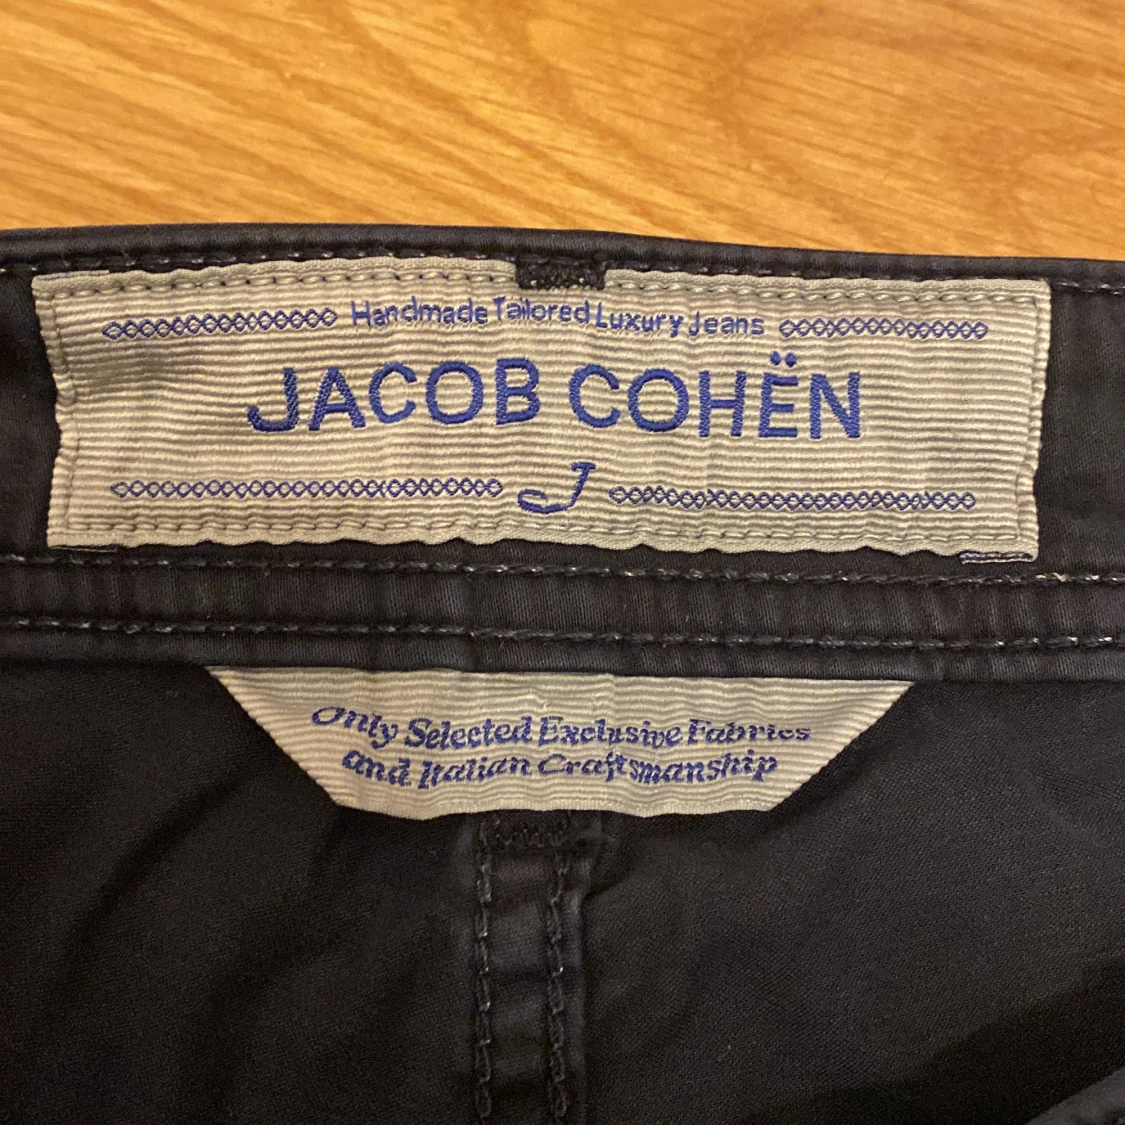 Handmade Tailored Luxury Jeans
JACOB COHËN
J
Only Selected Exclusive Fabrics
and Italian Craftsmanship